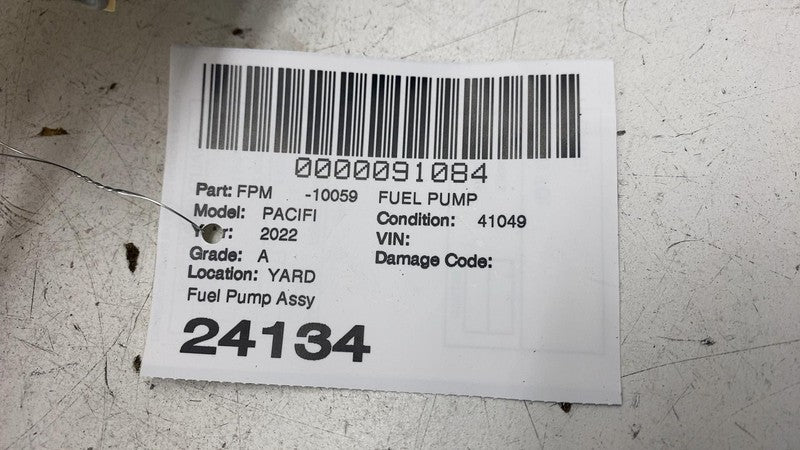 0000091084
Part: FPM -10059 FUEL PUMP
Model: PACIFI Condition: 41049
2022 VIN:
Grade: A Damage Code:
Location: YARD
Fuel Pump Assy
24134